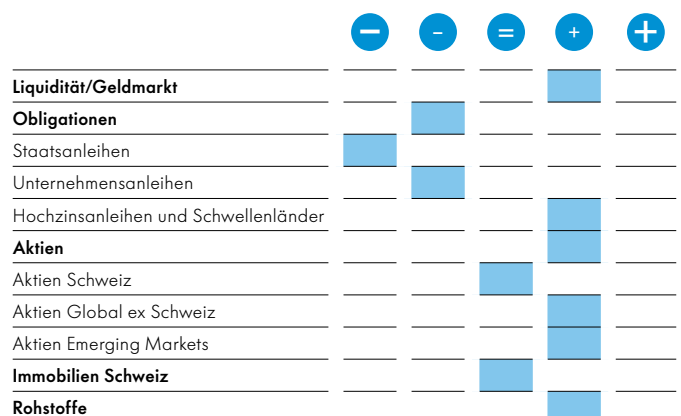 − - = + +
Liquidität/Geldmarkt
Obligationen
Staatsanleihen
Unternehmensanleihen
Hochzinsanleihen und Schwellenländer
Aktien
Aktien Schweiz
Aktien Global ex Schweiz
Aktien Emerging Markets
Immobilien Schweiz
Rohstoffe